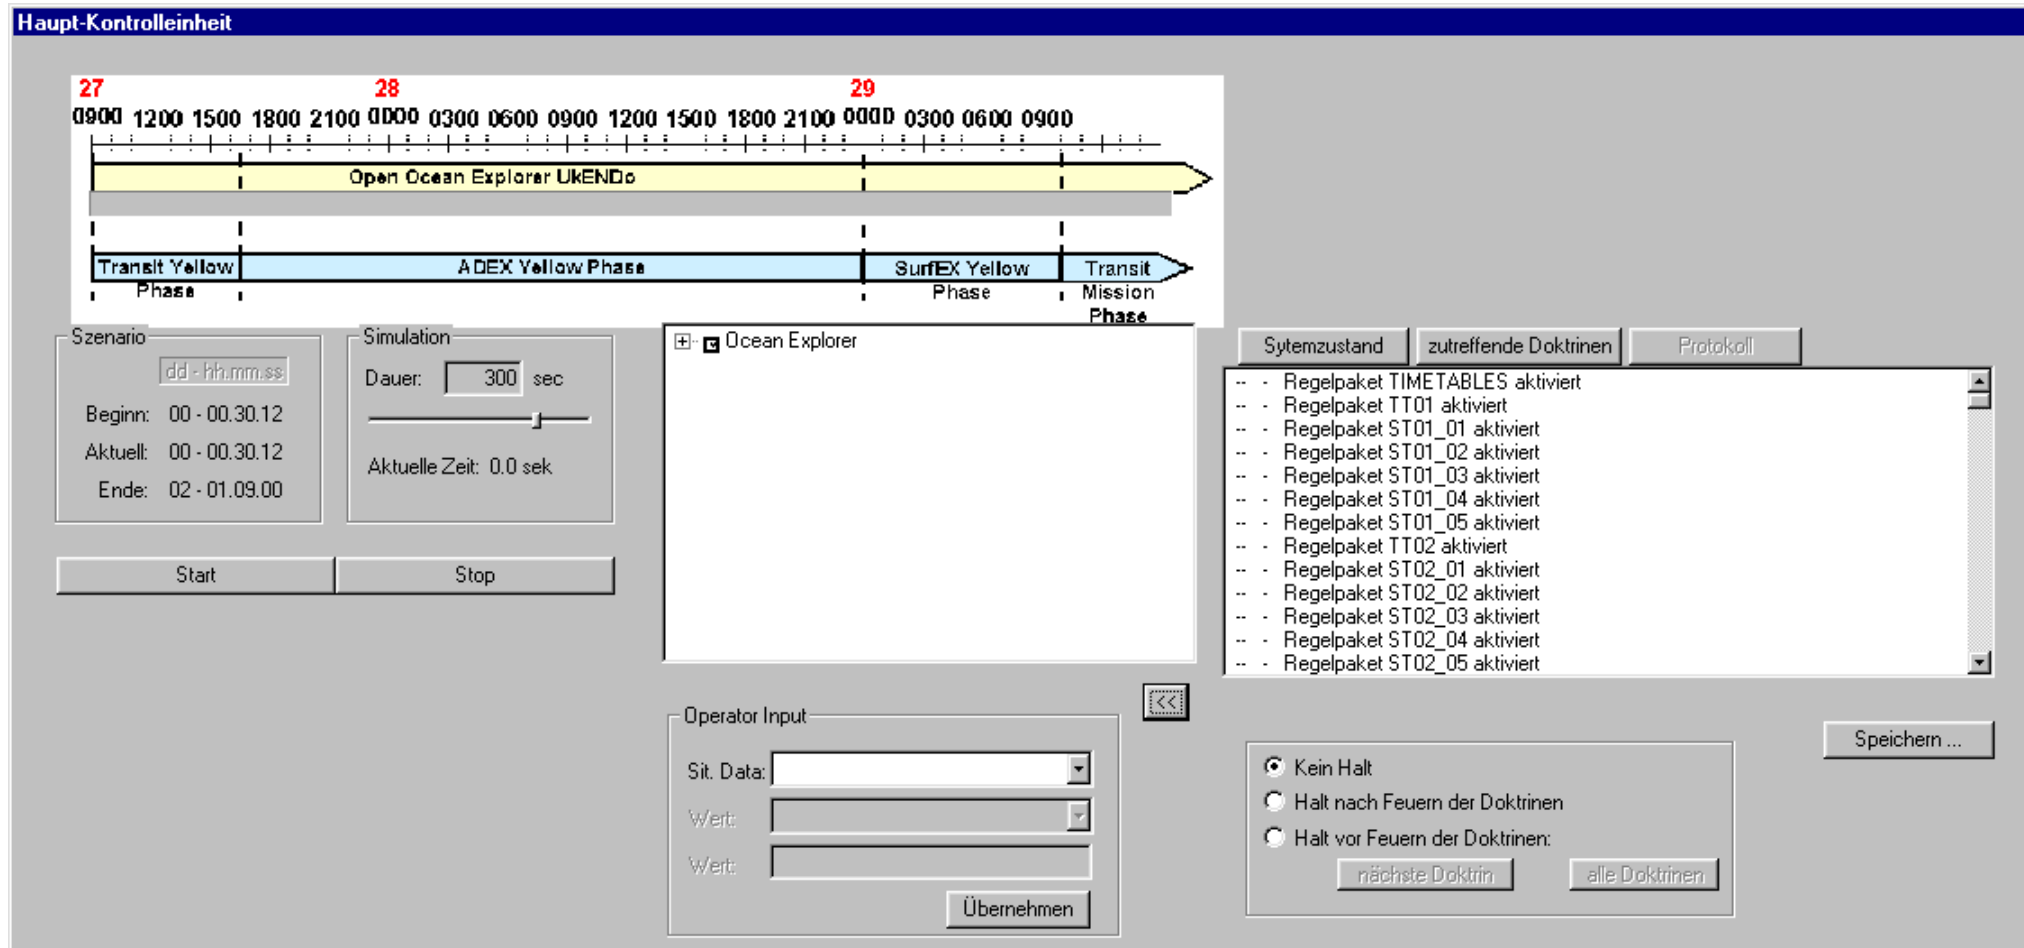 Haupt-Kontrolleinheit
27 28 29
0900 1200 1500 1800 2100 0000 0300 0600 0900 1200 1500 1800 2100 0000 0300 0600 0900
Open Ocean Explorer UkENDo
Transit Yellow
Phase
ADEX Yellow Phase
SurfEX Yellow
Phase
Transit
Mission
Phase
Szenario
dd - hh.mm.ss
Beginn: 00 - 00.30.12
Aktuell: 00 - 00.30.12
Ende: 02 - 01.09.00
Simulation
Dauer: 300 sec
Aktuelle Zeit: 0.0 sek
Start
Stop
Ocean Explorer
Sytemzustand
zutreffende Doktrinen
Protokoll
-- - Regelpaket TIMETABLES aktiviert
-- - Regelpaket TT01 aktiviert
-- - Regelpaket ST01_01 aktiviert
-- - Regelpaket ST01_02 aktiviert
-- - Regelpaket ST01_03 aktiviert
-- - Regelpaket ST01_04 aktiviert
-- - Regelpaket ST01_05 aktiviert
-- - Regelpaket TT02 aktiviert
-- - Regelpaket ST02_01 aktiviert
-- - Regelpaket ST02_02 aktiviert
-- - Regelpaket ST02_03 aktiviert
-- - Regelpaket ST02_04 aktiviert
-- - Regelpaket ST02_05 aktiviert
<<
Operator Input
Sit. Data:
Wert:
Wert:
Übernehmen
Speichern ...
Kein Halt
Halt nach Feuern der Doktrinen
Halt vor Feuern der Doktrinen:
nächste Doktrin
alle Doktrinen